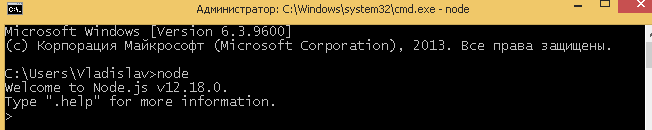 Администратор: C:\Windows\system32\cmd.exe - node
Microsoft Windows [Version 6.3.9600]
(c) Корпорация Майкрософт (Microsoft Corporation), 2013. Все права защищены.
C:\Users\Vladislav>node
Welcome to Node.js v12.18.0.
Type ".help" for more information.
>